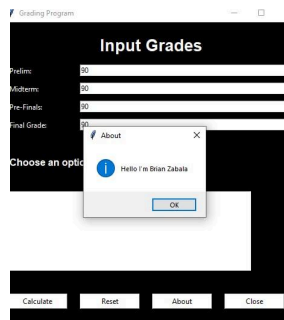 Grading Program
Input Grades
Prelim: 90
Midterm: 90
Pre-Finals: 90
Final Grade: 90
About
Hello I'm Brian Zabala
OK
Choose an optio
Calculate Reset About Close